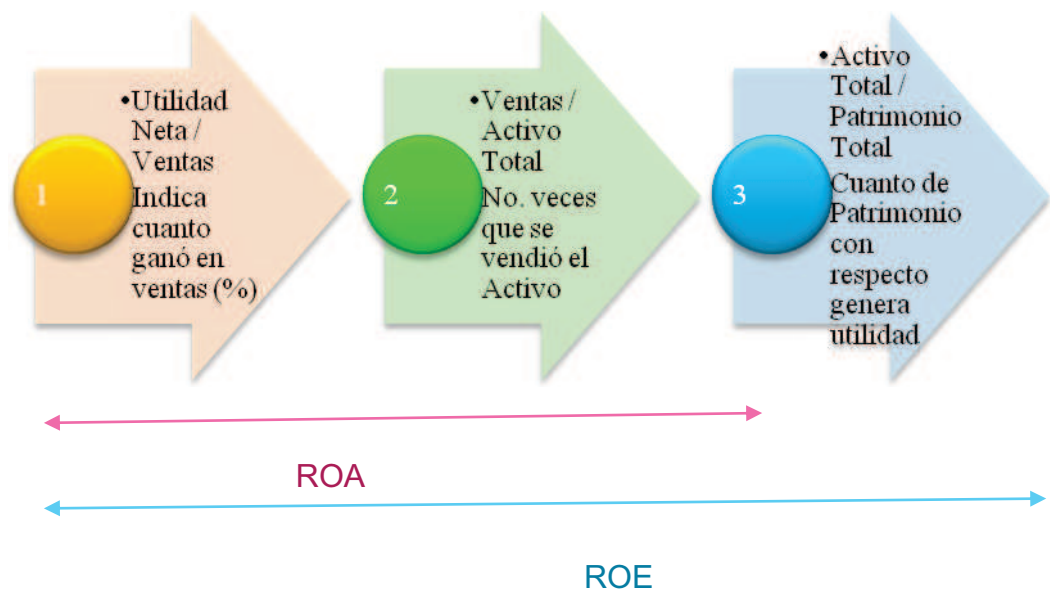 1
•Utilidad
Neta /
Ventas
Indica
cuanto
ganó en
ventas (%)
2
•Ventas /
Activo
Total
No. veces
que se
vendió el
Activo
3
•Activo
Total /
Patrimonio
Total
Cuanto de
Patrimonio
con
respecto
genera
utilidad
ROA
ROE